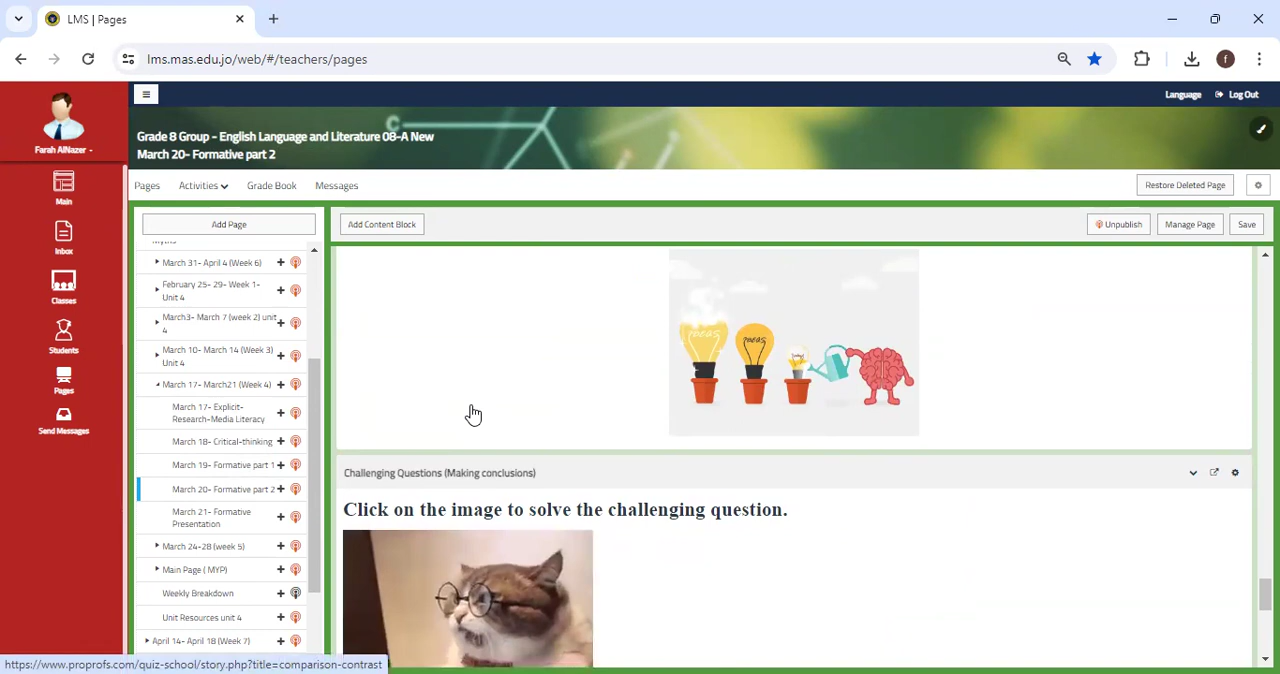 LMS | Pages
lms.mas.edu.jo/web/#/teachers/pages
Language
Log Out
Farah AlNazer
Grade 8 Group - English Language and Literature 08-A New
March 20- Formative part 2
Pages
Activities
Grade Book
Messages
Restore Deleted Page
Main
Inbox
Classes
Students
Pages
Send Messages
Add Page
Add Content Block
Unpublish
Manage Page
Save
March 31- April 4 (Week 6)
February 25- 29- Week 1-
Unit 4
March3- March 7 (week 2) unit
4
March 10- March 14 (Week 3)
Unit 4
March 17- March21 (Week 4)
March 17- Explicit-
Research-Media Literacy
March 18- Critical-thinking
March 19- Formative part 1
March 20- Formative part 2
March 21- Formative
Presentation
March 24-28 (week 5)
Main Page ( MYP)
Weekly Breakdown
Unit Resources unit 4
April 14- April 18 (Week 7)
ideas
ideas
Challenging Questions (Making conclusions)
Click on the image to solve the challenging question.
https://www.proprofs.com/quiz-school/story.php?title=comparison-contrast